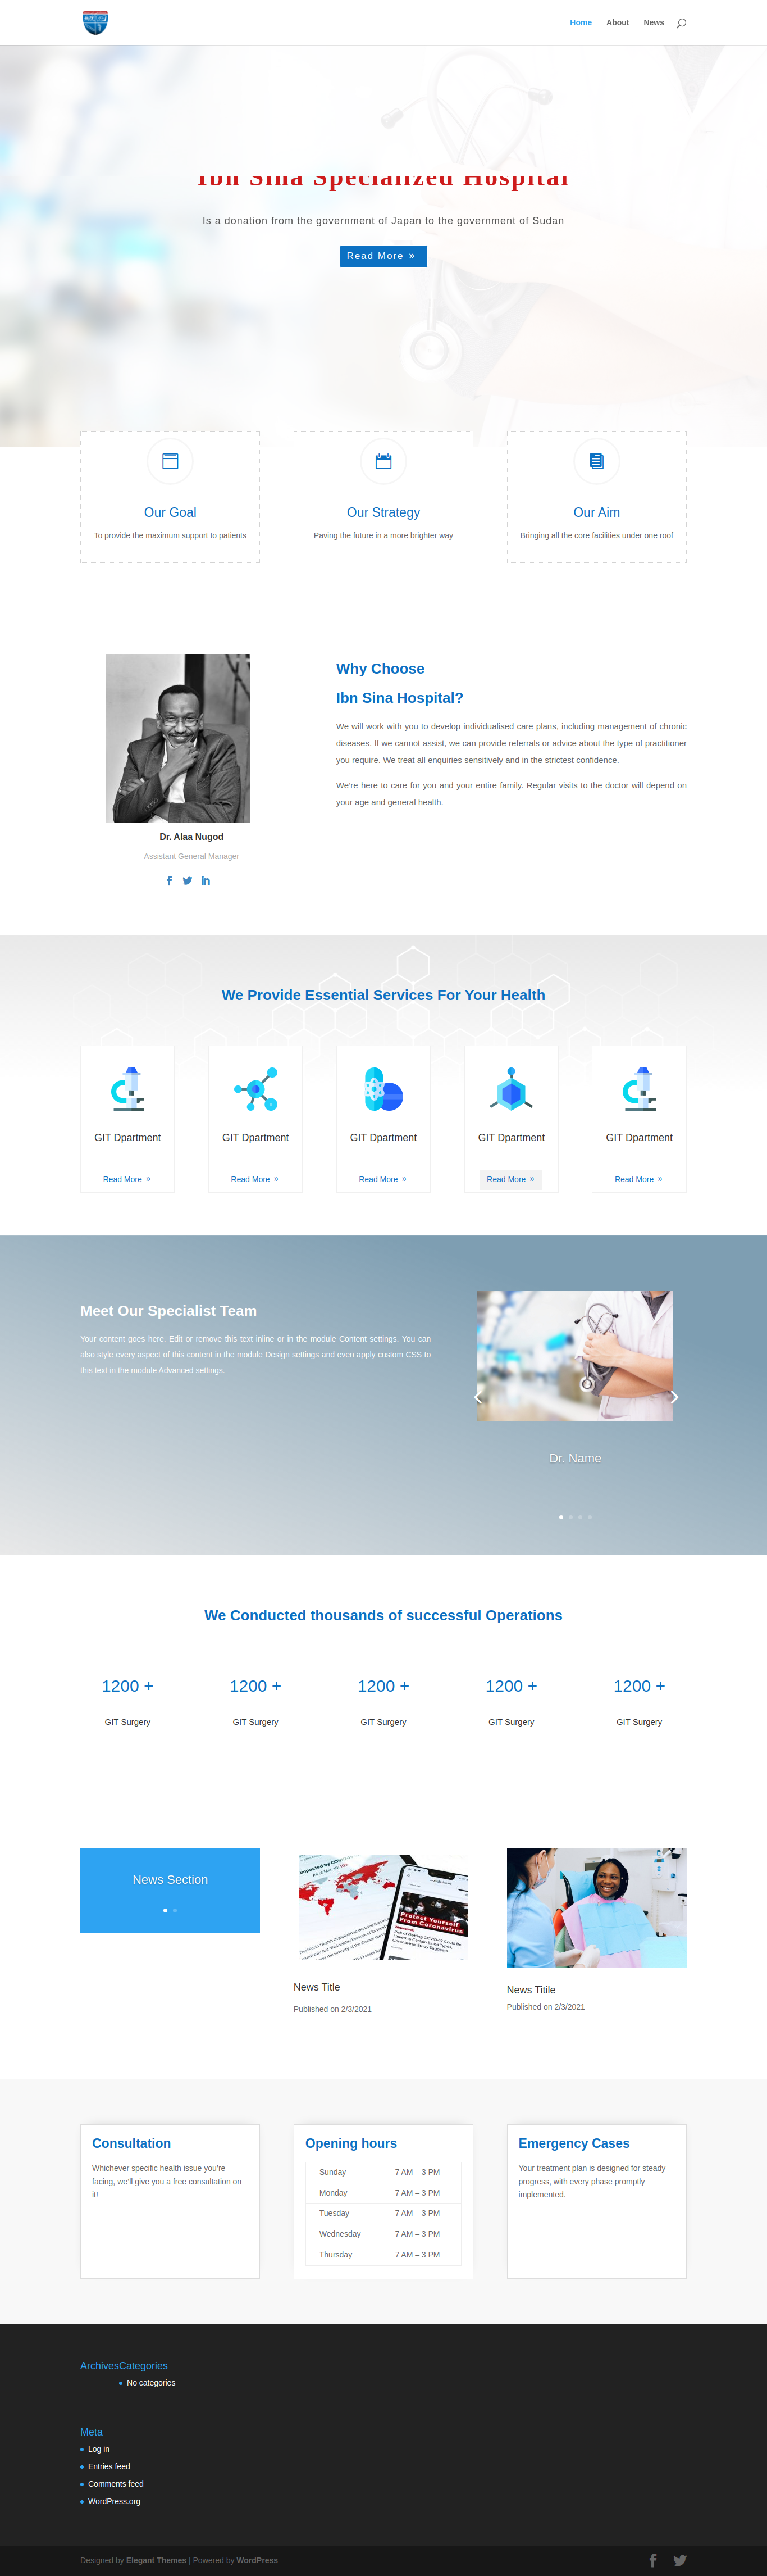 Home
About
News
Ibn Sina Specialized Hospital
Is a donation from the government of Japan to the government of Sudan
Read More »
Our Goal
To provide the maximum support to patients
Our Strategy
Paving the future in a more brighter way
Our Aim
Bringing all the core facilities under one roof
Dr. Alaa Nugod
Assistant General Manager
Why Choose
Ibn Sina Hospital?
We will work with you to develop individualised care plans, including management of chronic
diseases. If we cannot assist, we can provide referrals or advice about the type of practitioner
you require. We treat all enquiries sensitively and in the strictest confidence.
We're here to care for you and your entire family. Regular visits to the doctor will depend on
your age and general health.
We Provide Essential Services For Your Health
GIT Dpartment
Read More »
GIT Dpartment
Read More »
GIT Dpartment
Read More »
GIT Dpartment
Read More »
GIT Dpartment
Read More »
Meet Our Specialist Team
Your content goes here. Edit or remove this text inline or in the module Content settings. You can
also style every aspect of this content in the module Design settings and even apply custom CSS to
this text in the module Advanced settings.
Dr. Name
We Conducted thousands of successful Operations
1200 +
GIT Surgery
1200 +
GIT Surgery
1200 +
GIT Surgery
1200 +
GIT Surgery
1200 +
GIT Surgery
News Section
Protect Yourself
From Coronavirus
News Title
Published on 2/3/2021
News Titile
Published on 2/3/2021
Consultation
Whichever specific health issue you're
facing, we'll give you a free consultation on
it!
Opening hours
Sunday 7 AM – 3 PM
Monday 7 AM – 3 PM
Tuesday 7 AM – 3 PM
Wednesday 7 AM – 3 PM
Thursday 7 AM – 3 PM
Emergency Cases
Your treatment plan is designed for steady
progress, with every phase promptly
implemented.
ArchivesCategories
No categories
Meta
Log in
Entries feed
Comments feed
WordPress.org
Designed by Elegant Themes | Powered by WordPress